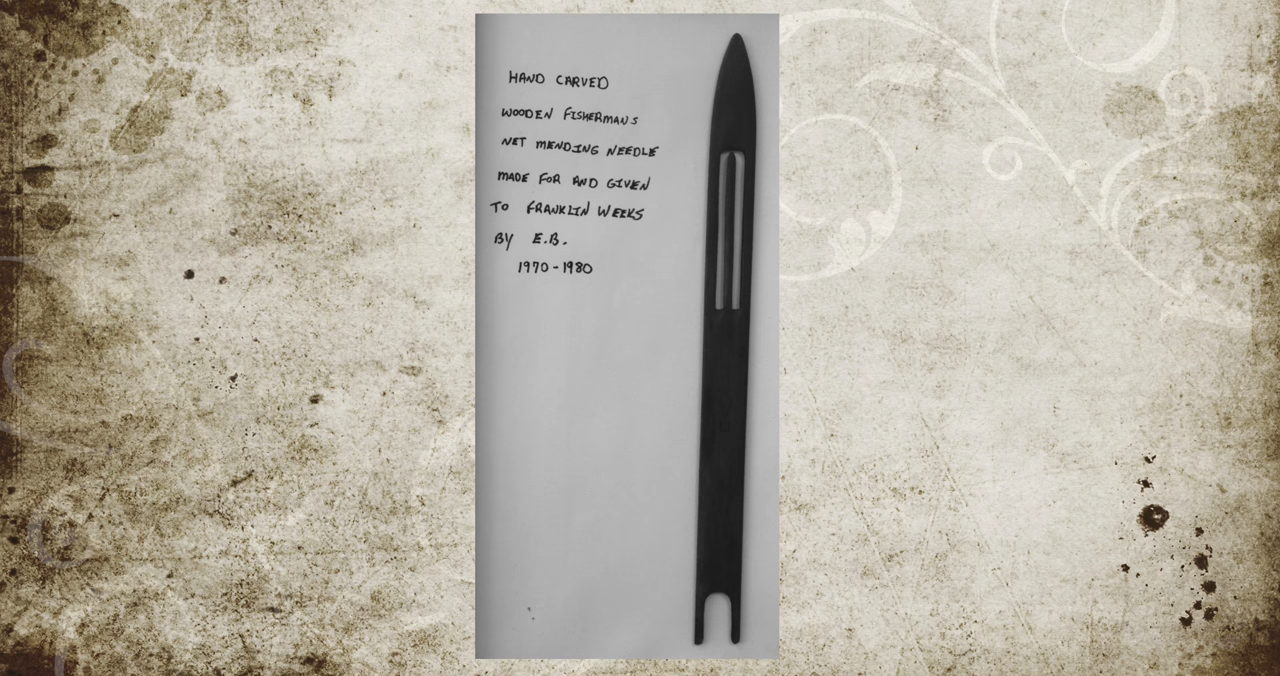 HAND CARVED
WOODEN FISHERMANS
NET MENDING NEEDLE
MADE FOR AND GIVEN
TO FRANKLIN WEEKS
BY E.B.
1970-1980